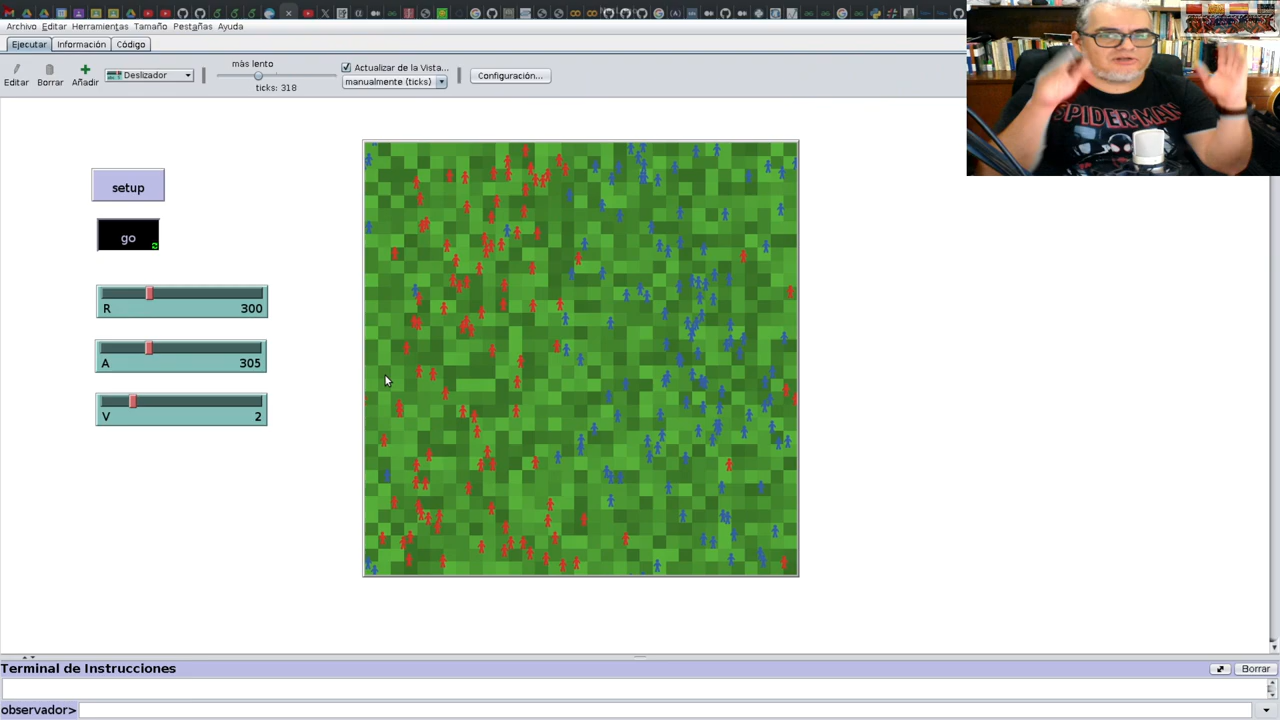 Archivo Editar Herramientas Tamaño Pestañas Ayuda
Ejecutar Información Código
Editar Borrar Añadir Deslizador
màs lento
ticks: 318
Actualizar de la Vista...
manualmente (ticks)
Configuración...
SPIDER-MAN
setup
go
R 300
A 305
V 2
Terminal de Instrucciones
Borrar
observador>